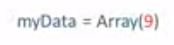 myData = Array(9)